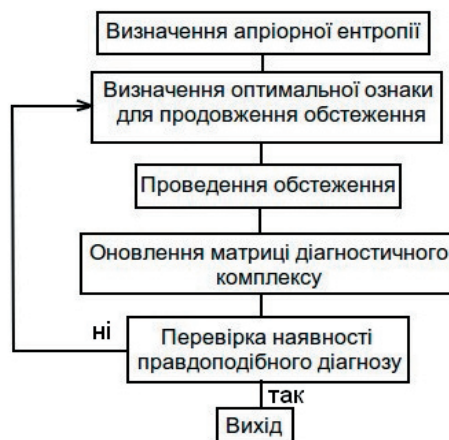 Визначення апріорної ентропії
Визначення оптимальної ознаки
для продовження обстеження
Проведення обстеження
Оновлення матриці діагностичного
комплексу
Перевірка наявності
правдоподібного діагнозу
ні
так
Вихід